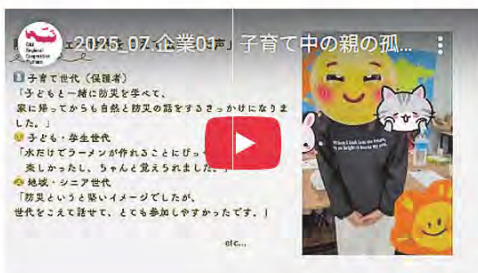 2025_07.企業01 子育て中の親の孤...
子育て世代(保護者)
「子どもと一緒に防災を学べて、
家に帰ってからも自然と防災の話をするきっかけになりま
した。」
子ども・学生世代
「水だけでラーメンが作れることにびっ
楽しかったし、ちゃんと覚えられました。」
地域・シニア世代
「防災というと堅いイメージでしたが、
世代をこえて話せて、とても参加しやすかったです。」
etc...